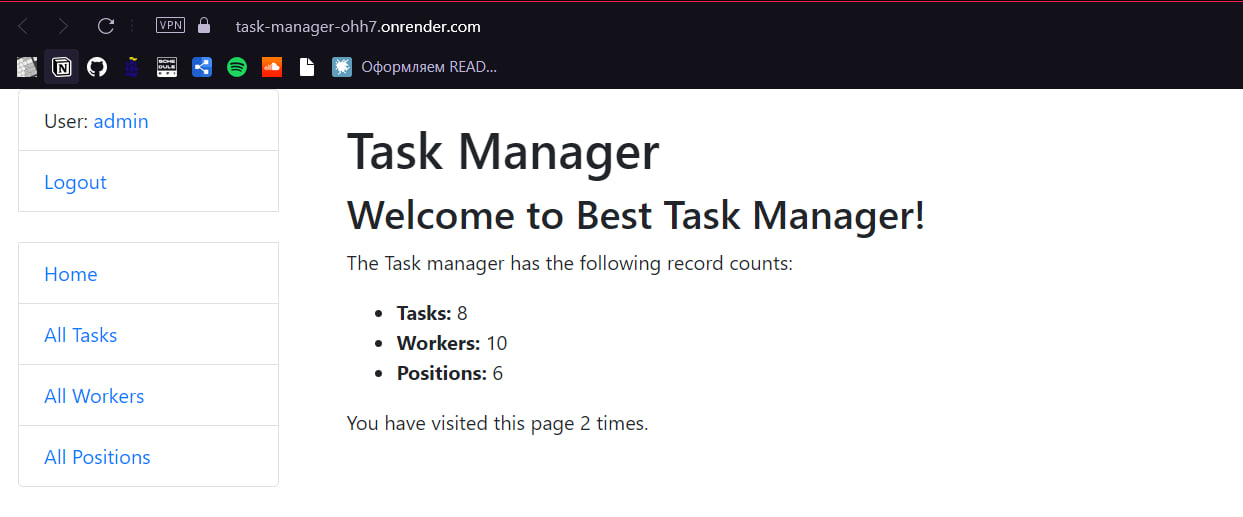 VPN task-manager-ohh7.onrender.com
SCHE
DULE
Оформляем READ...
User: admin
Logout
Home
All Tasks
All Workers
All Positions
Task Manager
Welcome to Best Task Manager!
The Task manager has the following record counts:
Tasks: 8
Workers: 10
Positions: 6
You have visited this page 2 times.